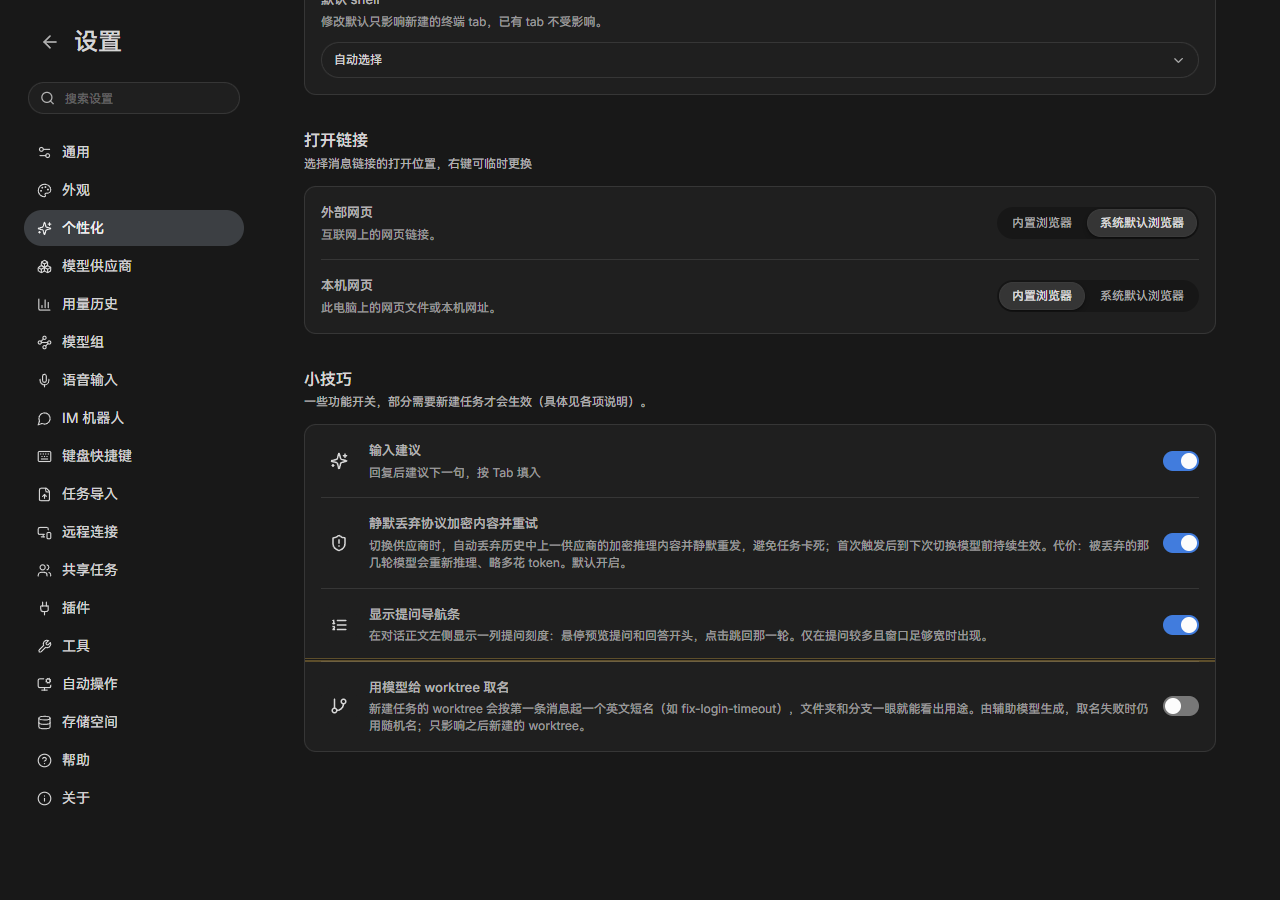 设置
搜索设置
通用
外观
个性化
模型供应商
用量历史
模型组
语音输入
IM 机器人
键盘快捷键
任务导入
远程连接
共享任务
插件
工具
自动操作
存储空间
帮助
关于
默认 shell
修改默认只影响新建的终端 tab，已有 tab 不受影响。
自动选择
打开链接
选择消息链接的打开位置，右键可临时更换
外部网页
互联网上的网页链接。
内置浏览器
系统默认浏览器
本机网页
此电脑上的网页文件或本机网址。
内置浏览器
系统默认浏览器
小技巧
一些功能开关，部分需要新建任务才会生效（具体见各项说明）。
输入建议
回复后建议下一句，按 Tab 填入
静默丢弃协议加密内容并重试
切换供应商时，自动丢弃历史中上一供应商的加密推理内容并静默重发，避免任务卡死；首次触发后到下次切换模型前持续生效。代价：被丢弃的那
几轮模型会重新推理、略多花 token。默认开启。
显示提问导航条
在对话正文左侧显示一列提问刻度：悬停预览提问和回答开头，点击跳回那一轮。仅在提问较多且窗口足够宽时出现。
用模型给 worktree 取名
新建任务的 worktree 会按第一条消息起一个英文短名（如 fix-login-timeout），文件夹和分支一眼就能看出用途。由辅助模型生成，取名失败时仍
用随机名；只影响之后新建的 worktree。